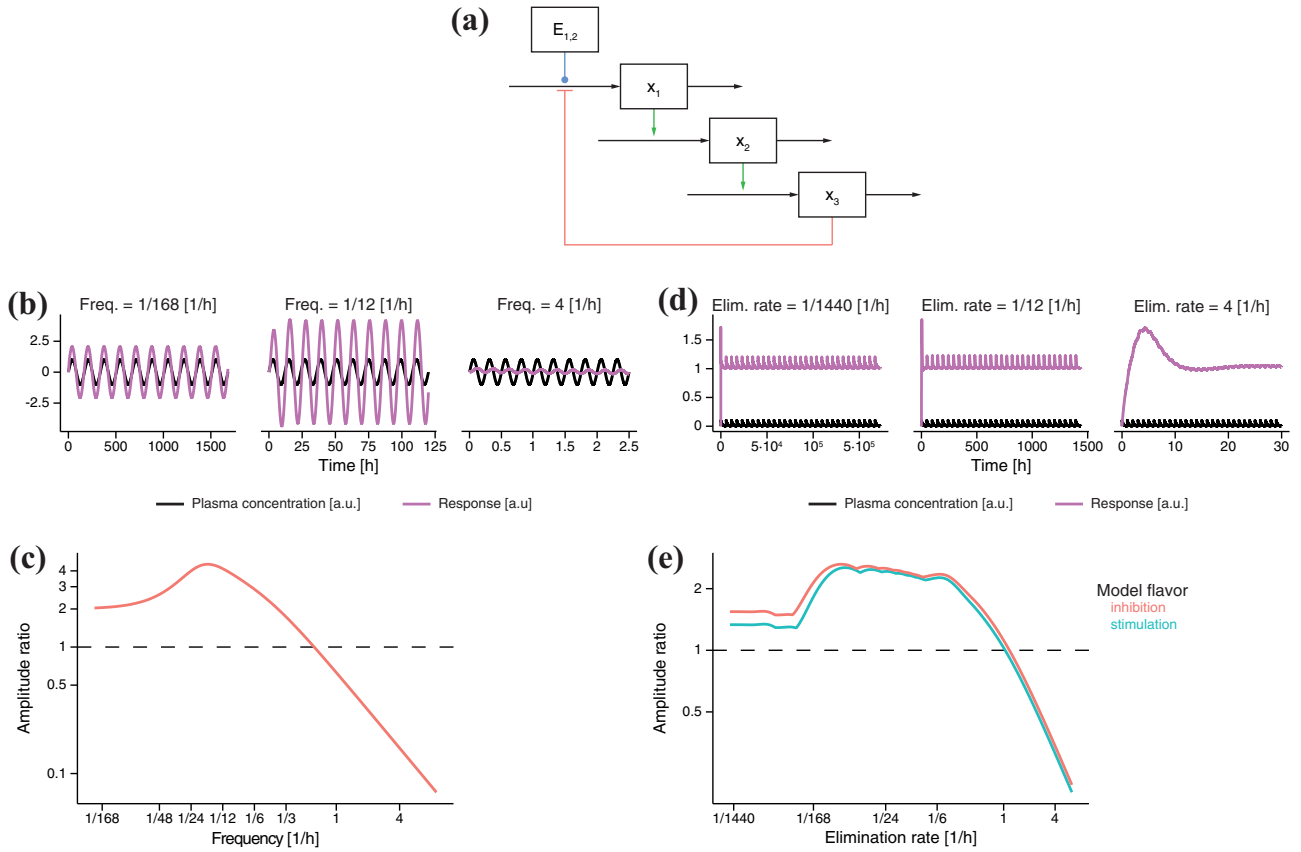 (a)
E1,2
x1
x2
x3
(b)
Freq. = 1/168 [1/h]
Freq. = 1/12 [1/h]
Freq. = 4 [1/h]
2.5
0
-2.5
0 500 1000 1500
0 25 50 75 100 125
0 0.5 1 1.5 2 2.5
Time [h]
Plasma concentration [a.u.]
Response [a.u]
(d)
Elim. rate = 1/1440 [1/h]
Elim. rate = 1/12 [1/h]
Elim. rate = 4 [1/h]
1.5
1
0.5
0
0 5·10⁴ 10⁵ 5·10⁵
0 500 1000 1500
0 10 20 30
Time [h]
Plasma concentration [a.u.]
Response [a.u.]
(c)
Amplitude ratio
4
3
2
1
0.5
0.1
1/168 1/48 1/24 1/12 1/6 1/3 1 4
Frequency [1/h]
(e)
Amplitude ratio
2
1
0.5
1/1440 1/168 1/24 1/6 1 4
Elimination rate [1/h]
Model flavor
inhibition
stimulation